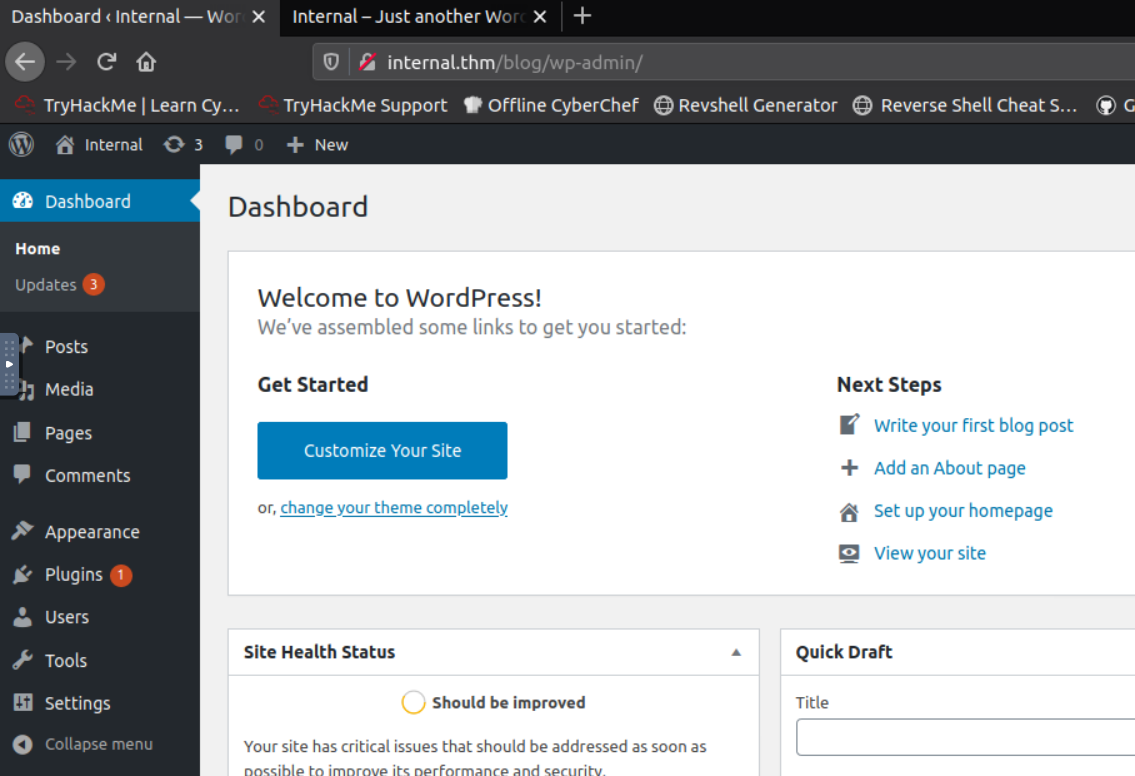 Dashboard ‹ Internal — Wor
Internal – Just another Wor
internal.thm/blog/wp-admin/
TryHackMe | Learn Cy…
TryHackMe Support
Offline CyberChef
Revshell Generator
Reverse Shell Cheat S…
G
Internal
3
0
New
Dashboard
Home
Updates 3
Posts
Media
Pages
Comments
Appearance
Plugins 1
Users
Tools
Settings
Collapse menu
Dashboard
Welcome to WordPress!
We’ve assembled some links to get you started:
Get Started
Customize Your Site
or, change your theme completely
Next Steps
Write your first blog post
Add an About page
Set up your homepage
View your site
Site Health Status
Should be improved
Your site has critical issues that should be addressed as soon as
possible to improve its performance and security.
Quick Draft
Title